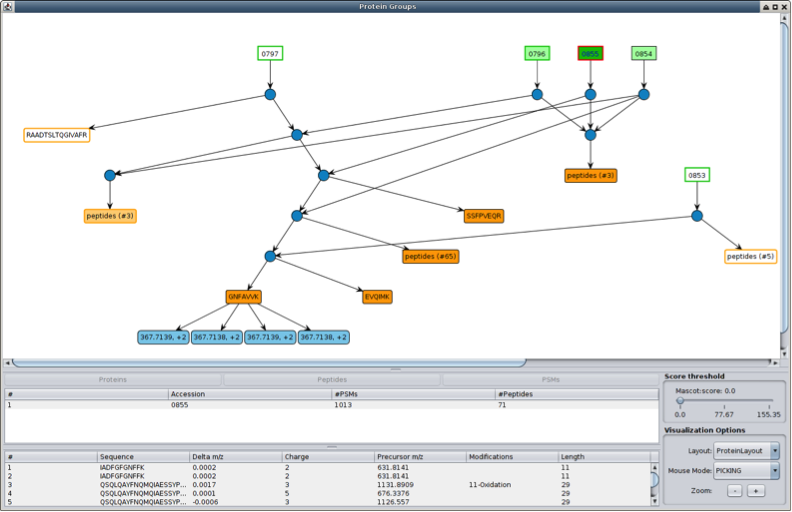 Protein Groups
0797
0796
0855
0854
RAADTSLTQGIVAFR
peptides (#3)
0853
peptides (#3)
SSFPVEQR
peptides (#65)
peptides (#5)
GNFAVVK
EVQIMK
367.7139, +2 367.7138, +2 367.7139, +2 367.7138, +2
Proteins Peptides PSMs
# Accession #PSMs #Peptides
1 0855 1013 71
# Sequence Delta m/z Charge Precursor m/z Modifications Length
1 IADFGFGNFFK 0.0002 2 631.8141 11
2 IADFGFGNFFK 0.0002 2 631.8141 11
3 QSQLQAYFNQMQIAESSYP... 0.0017 3 1131.8909 11-Oxidation 29
4 QSQLQAYFNQMQIAESSYP... 0.0001 5 676.3376 29
5 QSQLQAYFNQMQIAESSYP... -0.0006 3 1126.557 29
Score threshold
Mascot:score: 0.0
0.0 77.67 155.35
Visualization Options
Layout: ProteinLayout
Mouse Mode: PICKING
Zoom: - +